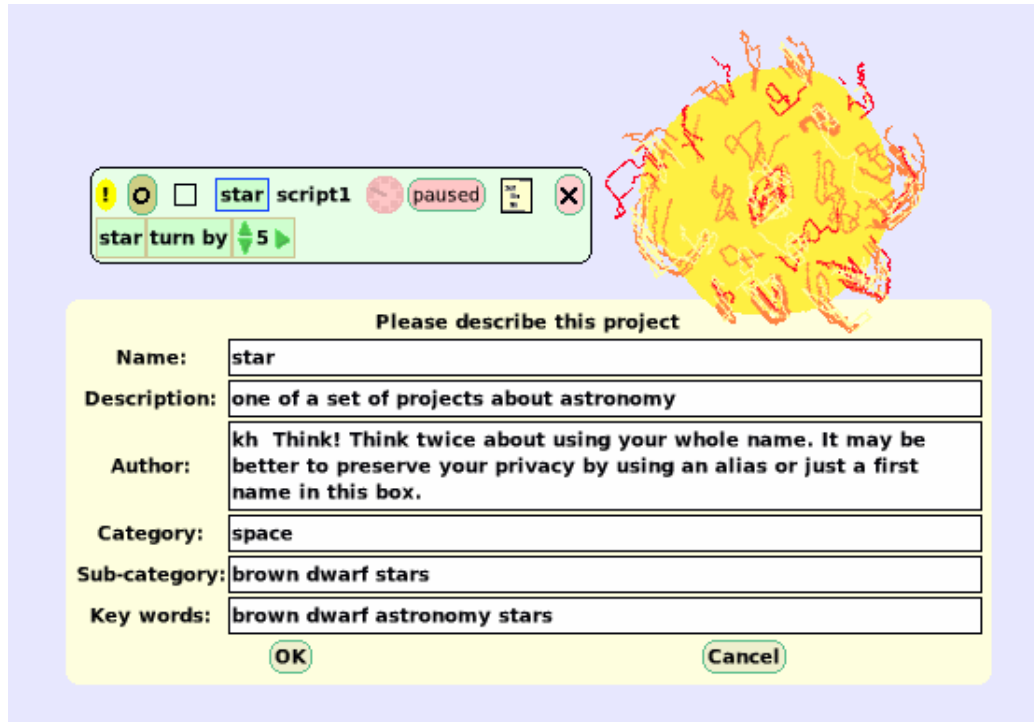 ! star script1 paused
star turn by 5
Please describe this project
Name: star
Description: one of a set of projects about astronomy
Author: kh  Think! Think twice about using your whole name. It may be
better to preserve your privacy by using an alias or just a first
name in this box.
Category: space
Sub-category: brown dwarf stars
Key words: brown dwarf astronomy stars
OK Cancel